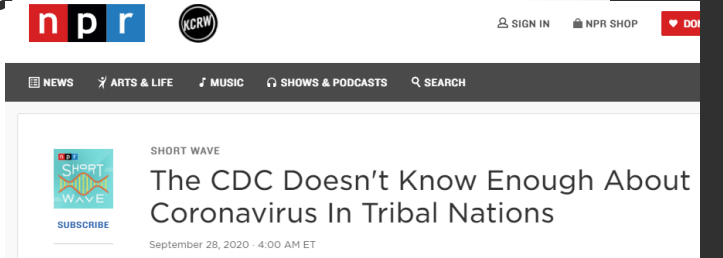 npr KCRW SIGN IN NPR SHOP
NEWS ARTS & LIFE MUSIC SHOWS & PODCASTS SEARCH
npr
SHORT
WAVE
SUBSCRIBE
SHORT WAVE
The CDC Doesn't Know Enough About
Coronavirus In Tribal Nations
September 28, 2020 · 4:00 AM ET